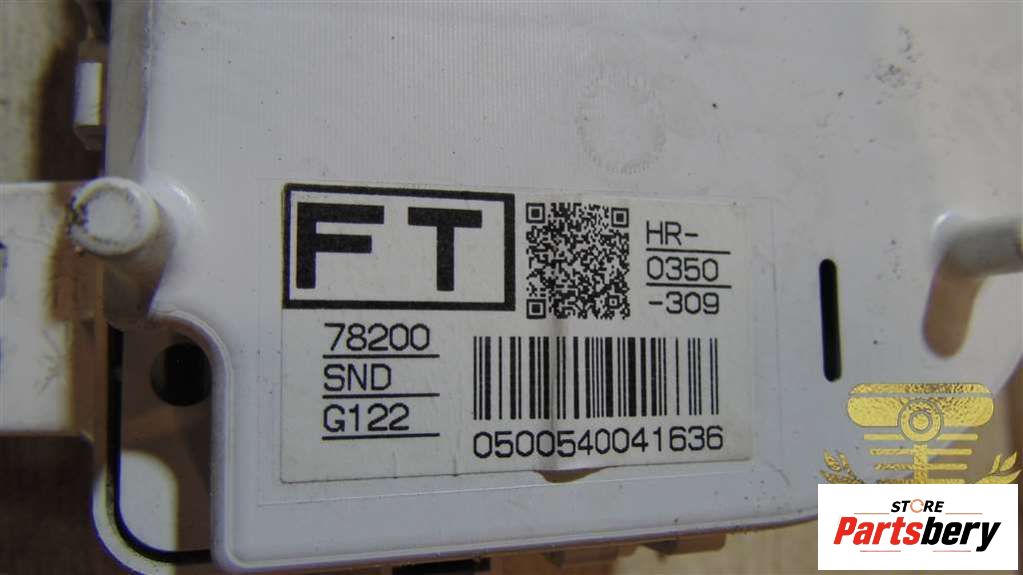 FT
HR-
0350
-309
78200
SND
G122
0500540041636
STORE
Partsbery